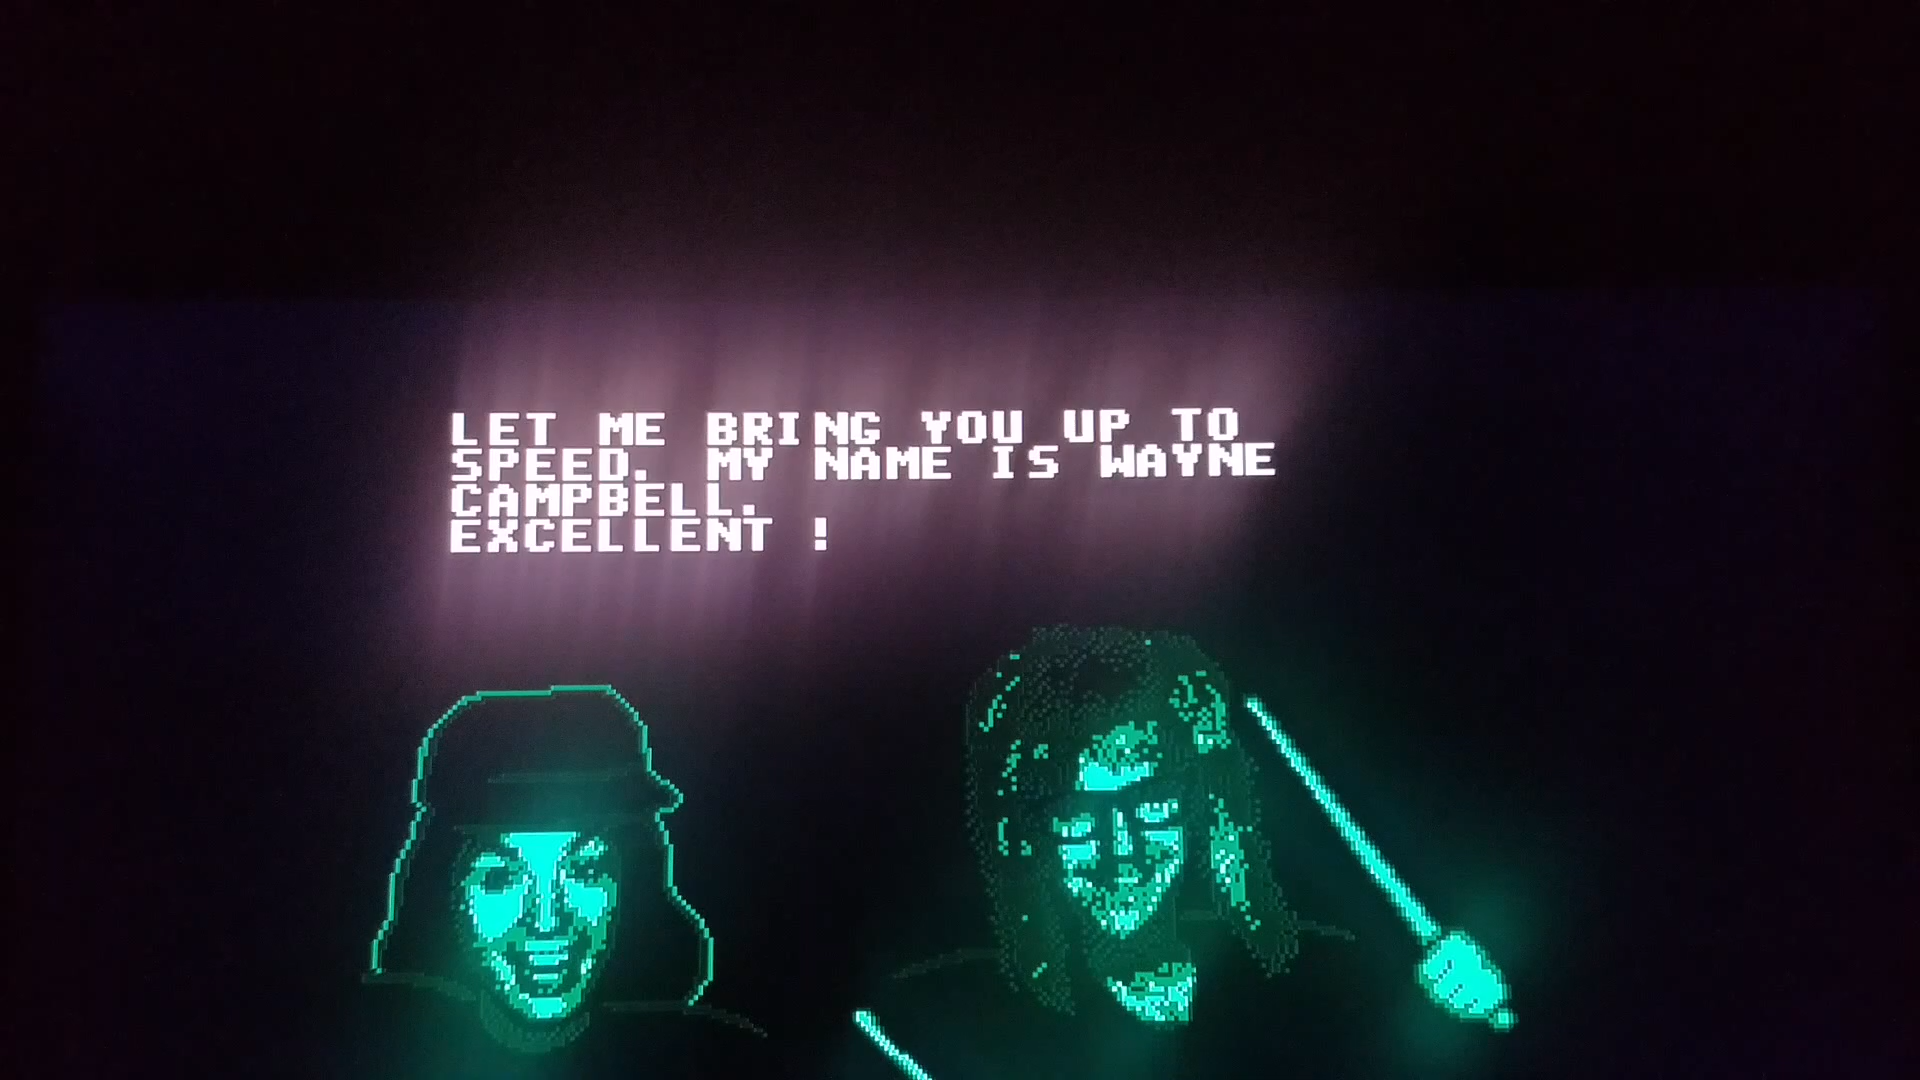 LET ME BRING YOU UP TO
SPEED. MY NAME IS WAYNE
CAMPBELL.
EXCELLENT !